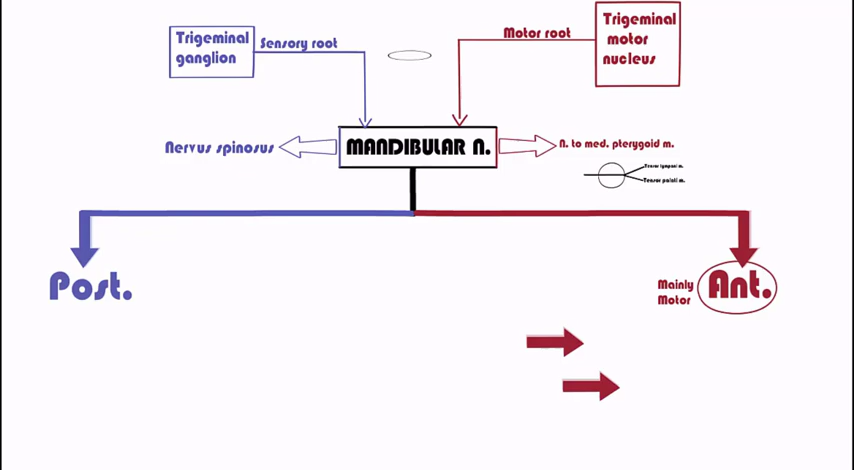 Trigeminal
ganglion
Sensory root
Motor root
Trigeminal
motor
nucleus
Nervus spinosus
MANDIBULAR N.
N. to med. pterygoid m.
Tensor tympani m.
Tensor palati m.
Post.
Mainly
Motor
Ant.